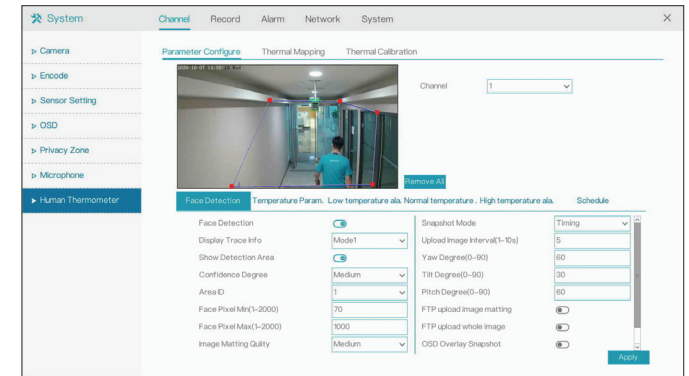 System
Channel Record Alarm Network System
Camera
Encode
Sensor Setting
OSD
Privacy Zone
Microphone
Human Thermometer
Parameter Configure Thermal Mapping Thermal Calibration
Channel 1
Remove All
Face Detection Temperature Param. Low temperature ala. Normal temperature . High temperature ala. Schedule
Face Detection Snapshot Mode Timing
Display Trace Info Mode1 Upload Image Interval(1-10s) 5
Show Detection Area Yaw Degree(0-90) 60
Confidence Degree Medium Tilt Degree(0-90) 30
Area ID 1 Pitch Degree(0-90) 60
Face Pixel Min(1-2000) 70 FTP upload image matting
Face Pixel Max(1-2000) 1000 FTP upload whole image
Image Matting Qulity Medium OSD Overlay Snapshot
Apply